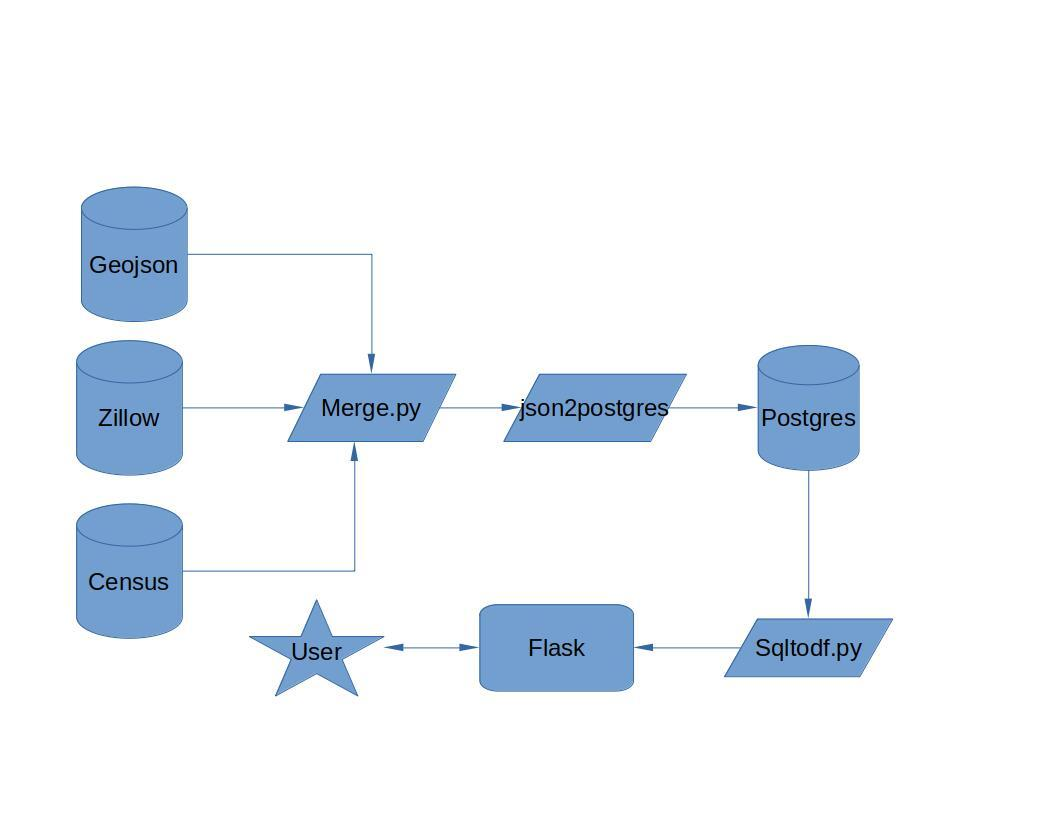 Geojson
Zillow
Merge.py
json2postgres
Postgres
Census
User
Flask
Sqltodf.py